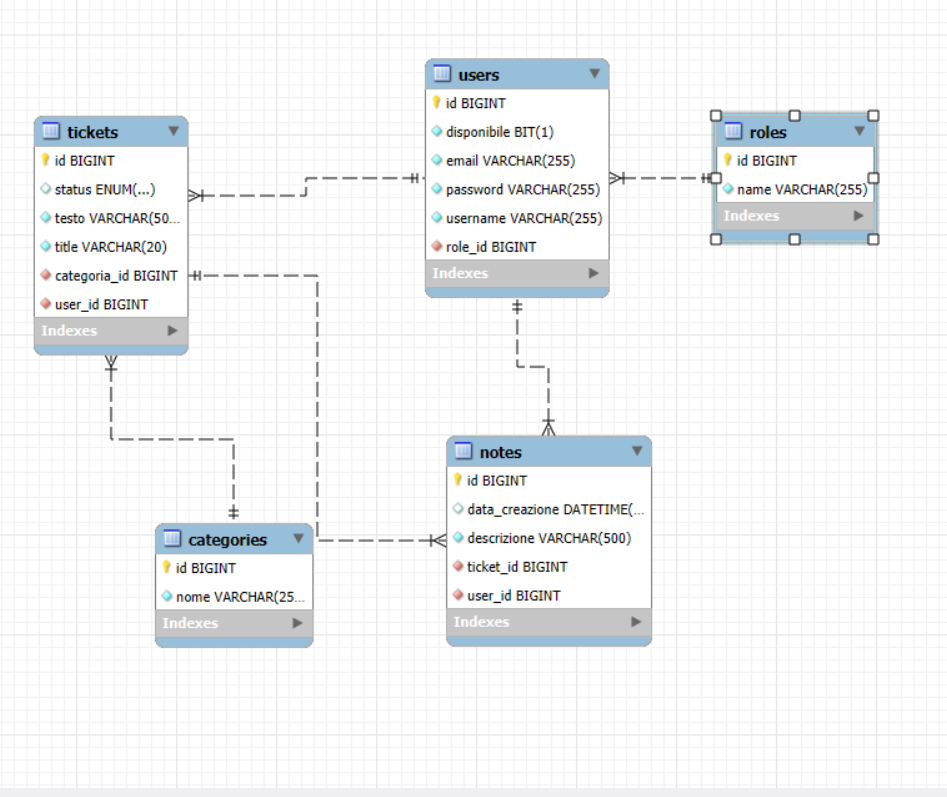 tickets
id BIGINT
status ENUM(...)
testo VARCHAR(50...
title VARCHAR(20)
categoria_id BIGINT
user_id BIGINT
Indexes
users
id BIGINT
disponibile BIT(1)
email VARCHAR(255)
password VARCHAR(255)
username VARCHAR(255)
role_id BIGINT
Indexes
roles
id BIGINT
name VARCHAR(255)
Indexes
categories
id BIGINT
nome VARCHAR(25...
Indexes
notes
id BIGINT
data_creazione DATETIME(...
descrizione VARCHAR(500)
ticket_id BIGINT
user_id BIGINT
Indexes